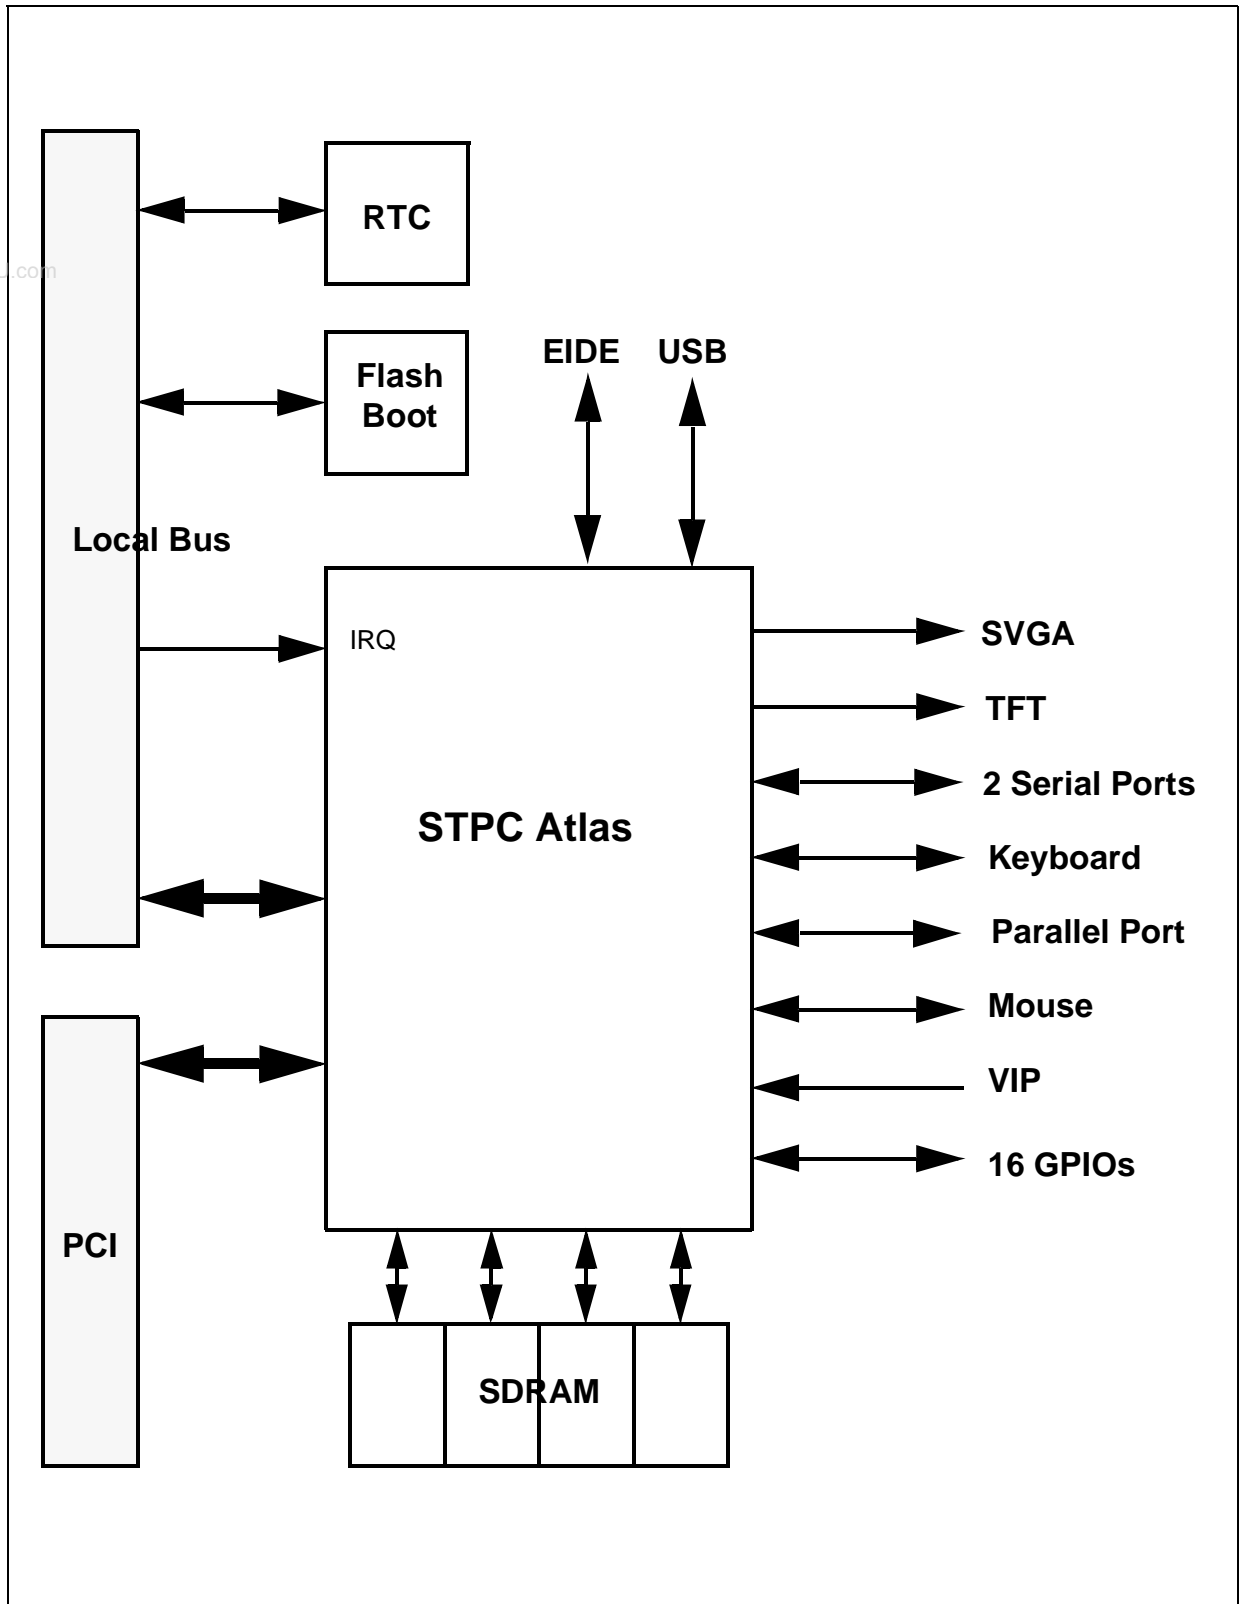 RTC
U.com
Flash
Boot
EIDE USB
Local Bus
IRQ
SVGA
TFT
2 Serial Ports
STPC Atlas
Keyboard
Parallel Port
Mouse
VIP
16 GPIOs
PCI
SDRAM